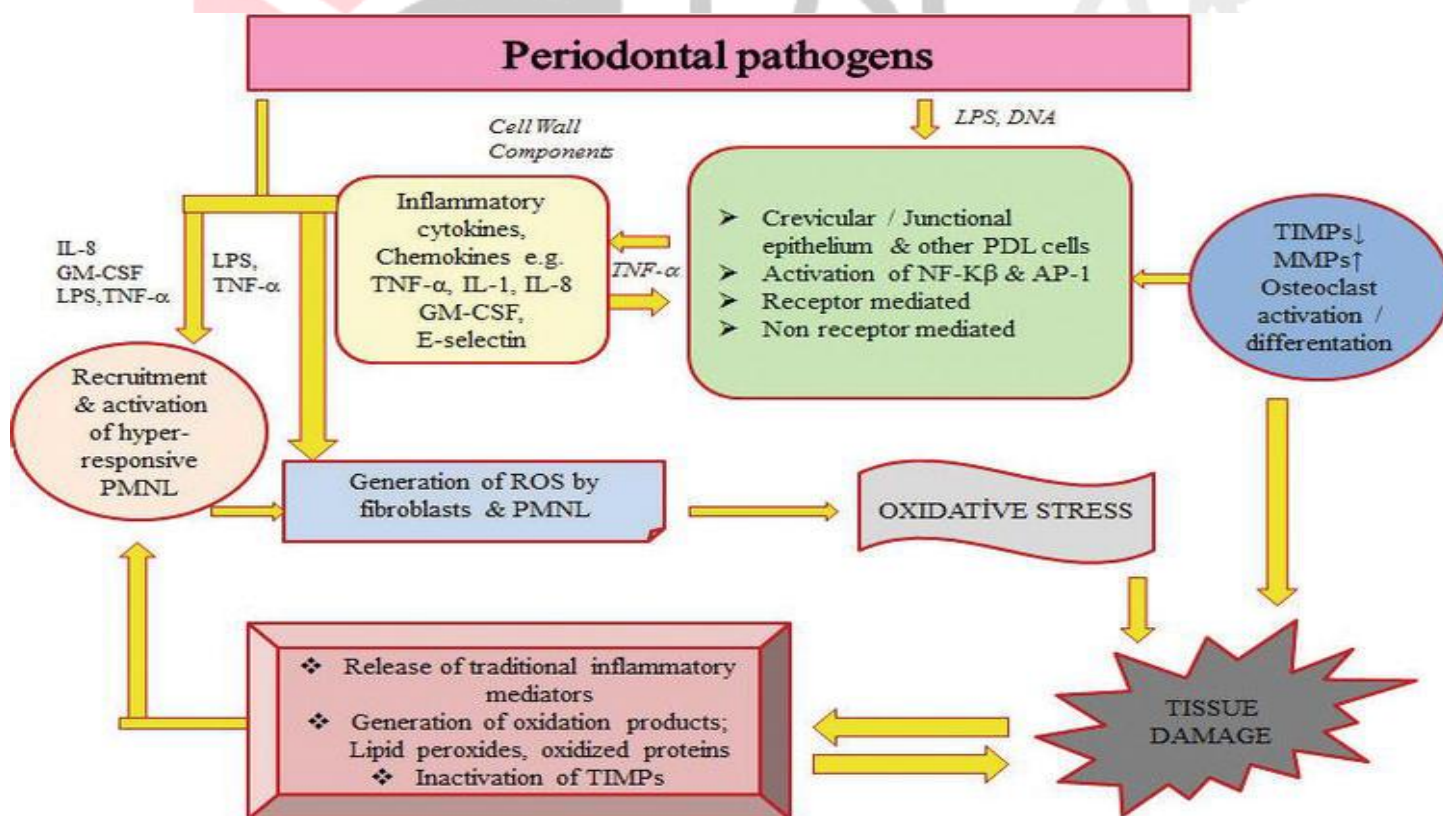 Periodontal pathogens
LPS, DNA
Cell Wall
Components
Inflammatory
cytokines,
Chemokines e.g.
TNF-α, IL-1, IL-8
GM-CSF,
E-selectin
TNF-α
➤ Crevicular / Junctional
epithelium & other PDL cells
➤ Activation of NF-Kβ & AP-1
➤ Receptor mediated
➤ Non receptor mediated
TIMPs↓
MMPs↑
Osteoclast
activation /
differentation
IL-8
GM-CSF
LPS,TNF-α
LPS,
TNF-α
Recruitment
& activation
of hyper-
responsive
PMNL
Generation of ROS by
fibroblasts & PMNL
OXIDATİVE STRESS
❖ Release of traditional inflammatory
mediators
❖ Generation of oxidation products;
Lipid peroxides, oxidized proteins
❖ Inactivation of TIMPs
TISSUE
DAMAGE